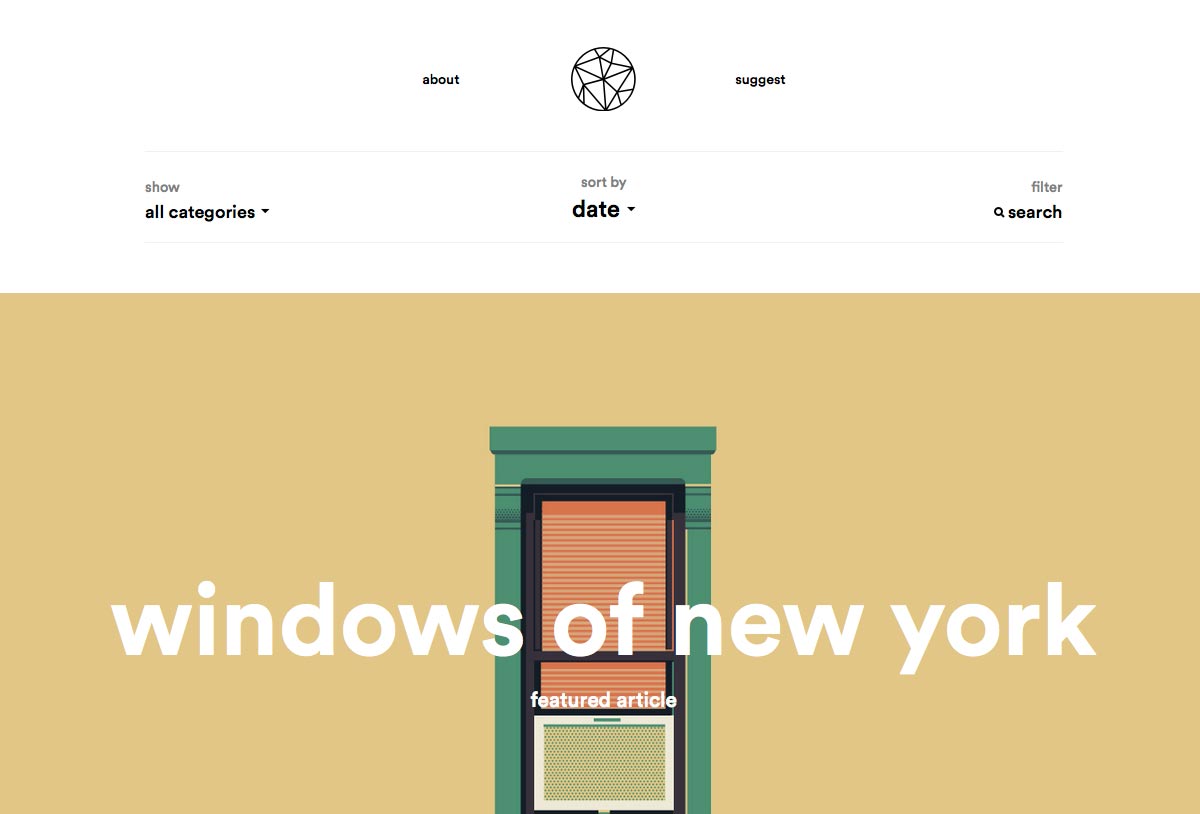 about
suggest
show
all categories
sort by
date
filter
search
windows of new york
featured article